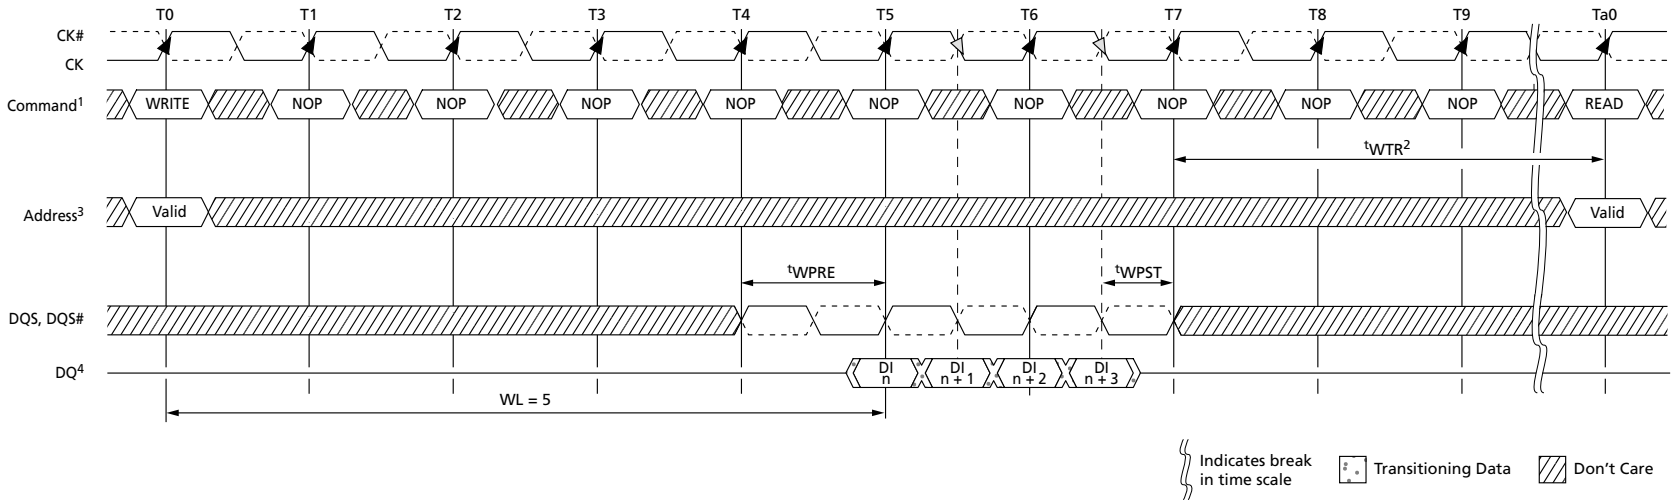 T0 T1 T2 T3 T4 T5 T6 T7 T8 T9 Ta0
CK#
CK
Command1 WRITE NOP NOP NOP NOP NOP NOP NOP NOP NOP READ
tWTR2
Address3 Valid Valid
tWPRE tWPST
DQS, DQS#
DQ4 DI n DI n + 1 DI n + 2 DI n + 3
WL = 5
Indicates break in time scale
Transitioning Data
Don't Care